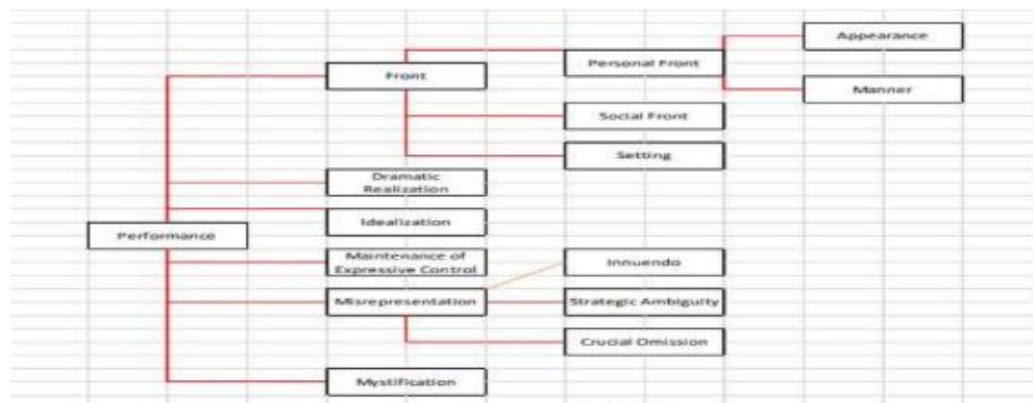 Appearance
Personal Front
Front
Manner
Social Front
Setting
Dramatic
Realization
Idealization
Performance
Maintenance of
Expressive Control
Innuendo
Misrepresentation
Strategic Ambiguity
Crucial Omission
Mystification